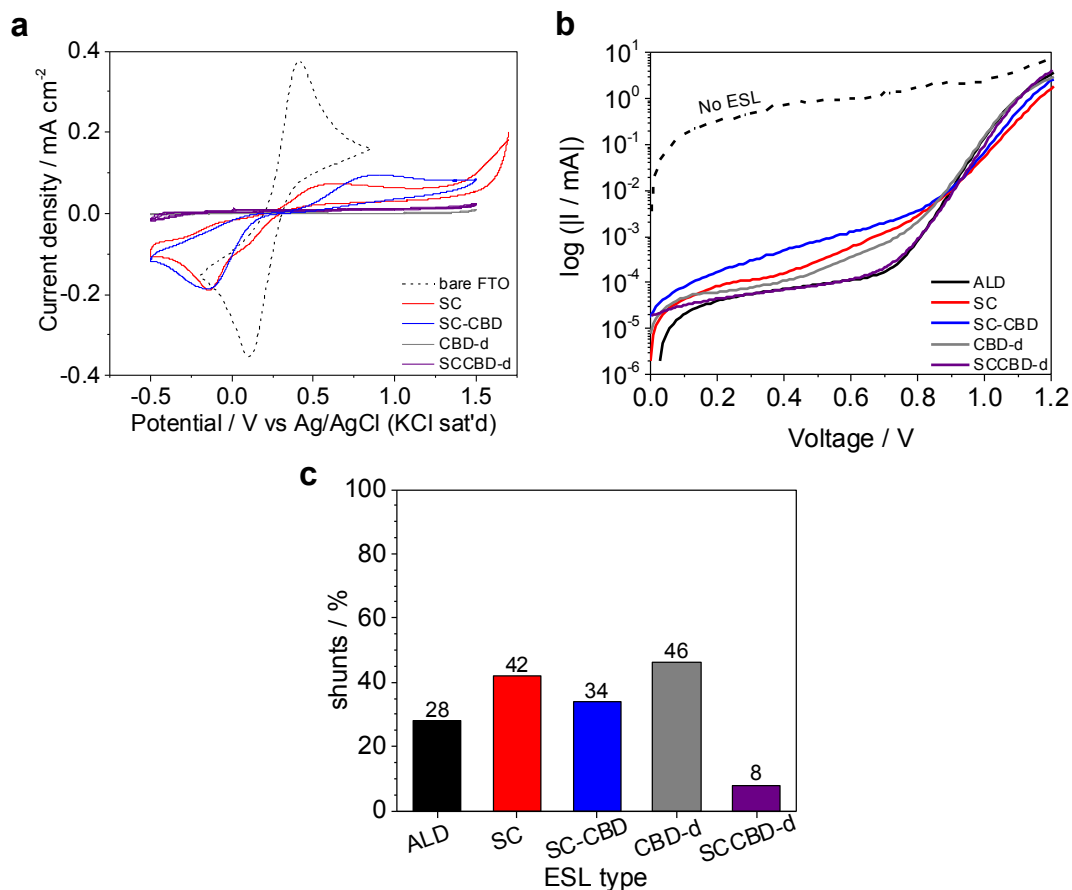 a
Current density / mA cm⁻²
0.4
0.2
0.0
-0.2
-0.4
-0.5
0.0
0.5
1.0
1.5
Potential / V vs Ag/AgCl (KCl sat'd)
bare FTO
SC
SC-CBD
CBD-d
SCCBD-d
b
log (|I / mA|)
10¹
10⁰
10⁻¹
10⁻²
10⁻³
10⁻⁴
10⁻⁵
10⁻⁶
No ESL
ALD
SC
SC-CBD
CBD-d
SCCBD-d
0.0
0.2
0.4
0.6
0.8
1.0
1.2
Voltage / V
c
shunts / %
100
80
60
40
20
0
28
42
34
46
8
ALD
SC
SC-CBD
CBD-d
SCCBD-d
ESL type